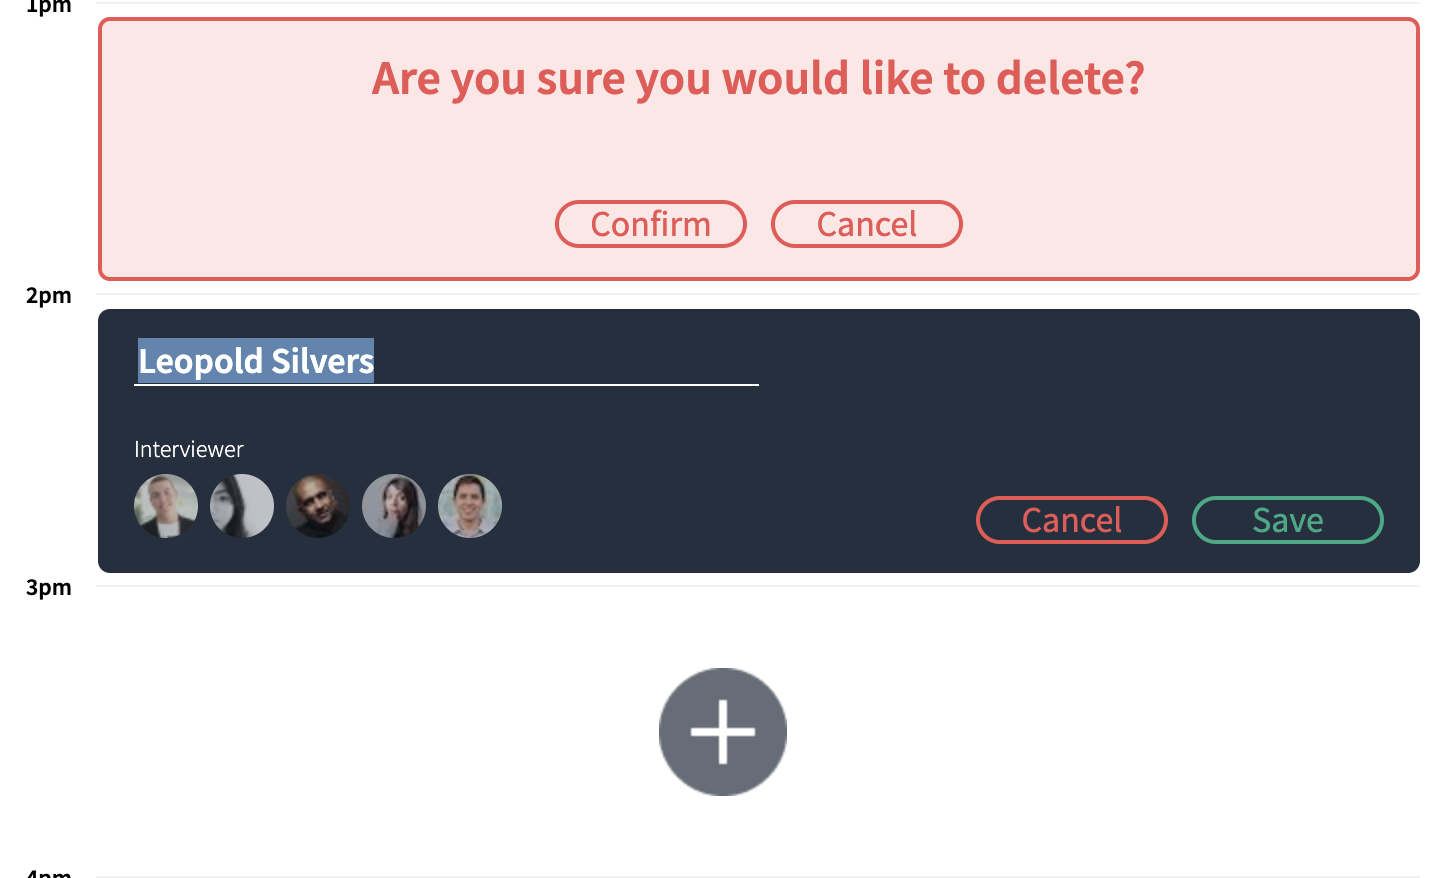 1pm
Are you sure you would like to delete?
Confirm Cancel
2pm
Leopold Silvers
Interviewer
Cancel Save
3pm
4pm